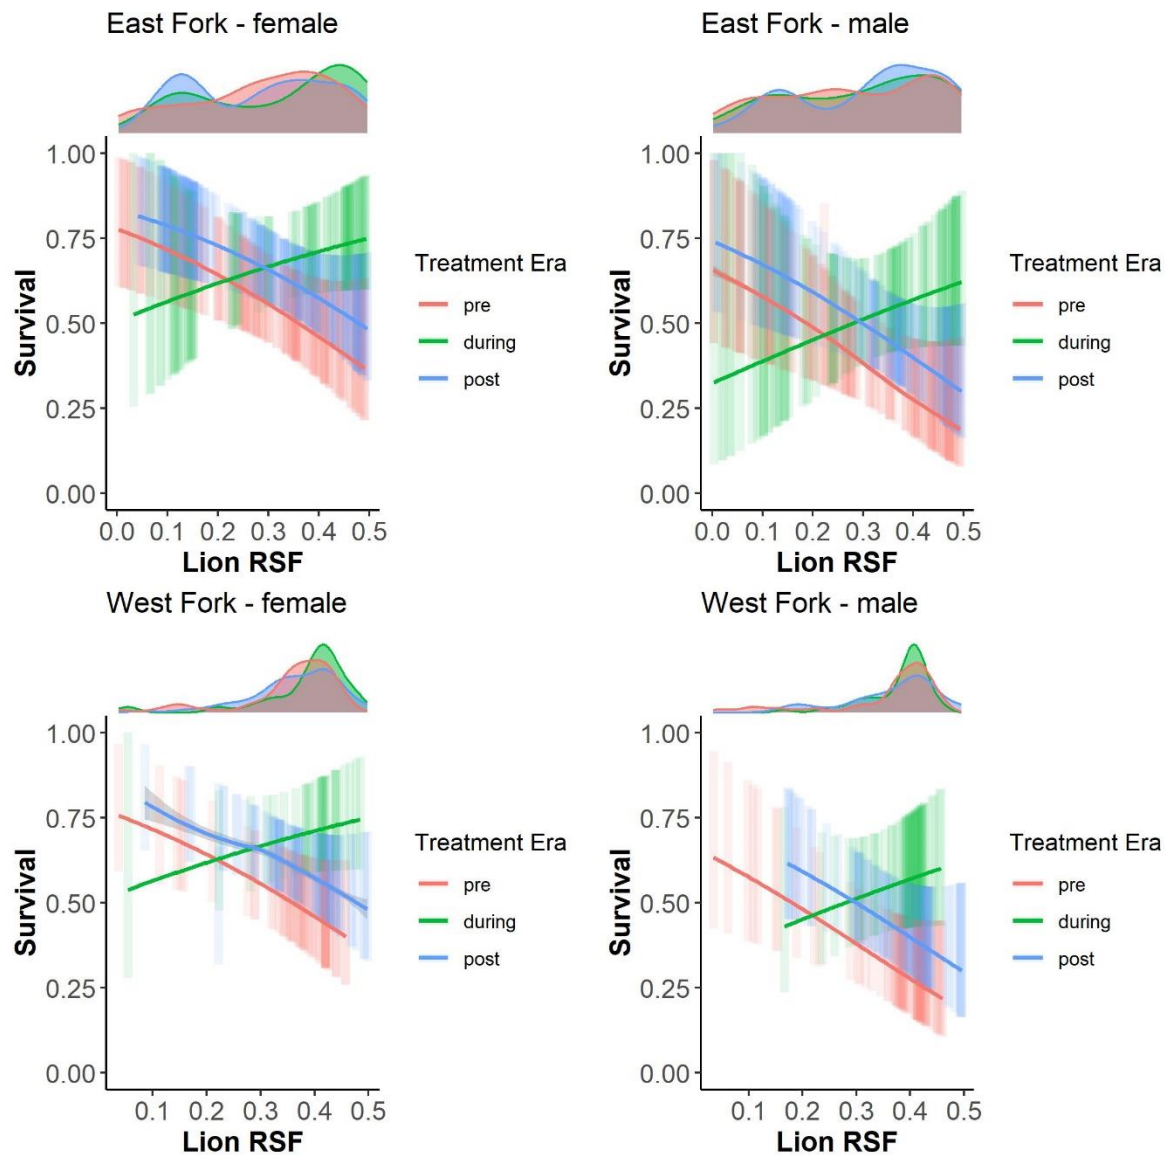 East Fork - female
1.00
0.75
0.50
0.25
0.00
Survival
0.0 0.1 0.2 0.3 0.4 0.5
Lion RSF
Treatment Era
pre
during
post
East Fork - male
1.00
0.75
0.50
0.25
0.00
Survival
0.0 0.1 0.2 0.3 0.4 0.5
Lion RSF
Treatment Era
pre
during
post
West Fork - female
1.00
0.75
0.50
0.25
0.00
Survival
0.1 0.2 0.3 0.4 0.5
Lion RSF
Treatment Era
pre
during
post
West Fork - male
1.00
0.75
0.50
0.25
0.00
Survival
0.1 0.2 0.3 0.4 0.5
Lion RSF
Treatment Era
pre
during
post